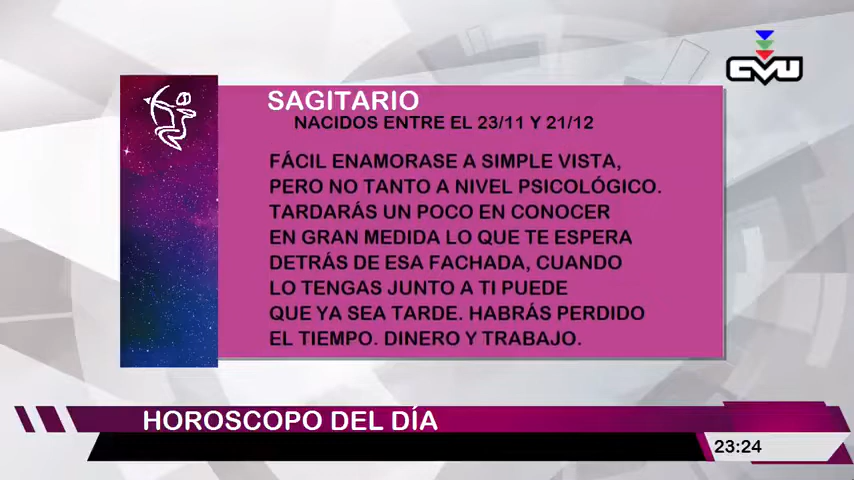 CVU
SAGITARIO
NACIDOS ENTRE EL 23/11 Y 21/12
FÁCIL ENAMORASE A SIMPLE VISTA,
PERO NO TANTO A NIVEL PSICOLÓGICO.
TARDARÁS UN POCO EN CONOCER
EN GRAN MEDIDA LO QUE TE ESPERA
DETRÁS DE ESA FACHADA, CUANDO
LO TENGAS JUNTO A TI PUEDE
QUE YA SEA TARDE. HABRÁS PERDIDO
EL TIEMPO. DINERO Y TRABAJO.
HOROSCOPO DEL DÍA
23:24